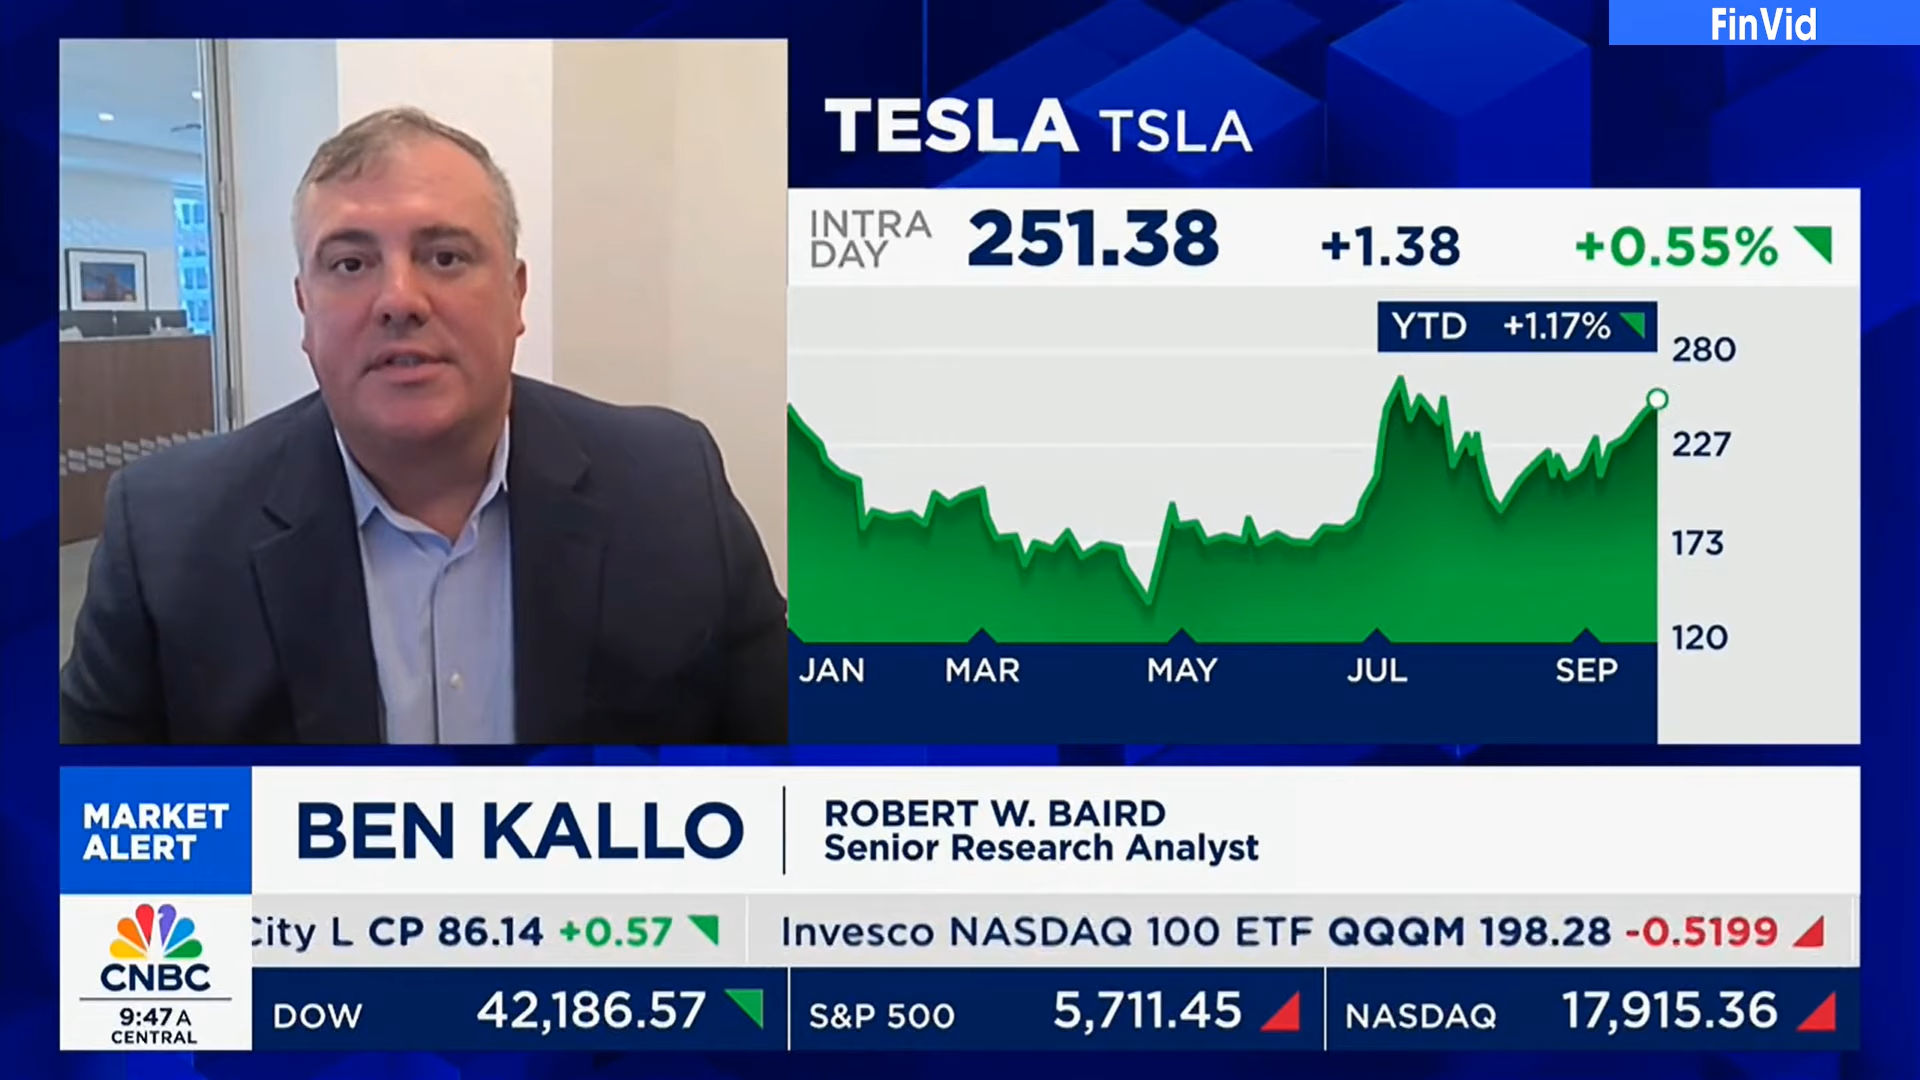 FinVid
TESLA TSLA
INTRA DAY 251.38 +1.38 +0.55%
YTD +1.17%
280
227
173
120
JAN MAR MAY JUL SEP
MARKET ALERT
BEN KALLO
ROBERT W. BAIRD
Senior Research Analyst
City L CP 86.14 +0.57 Invesco NASDAQ 100 ETF QQQM 198.28 -0.5199
CNBC
9:47 A
CENTRAL
DOW 42,186.57 S&P 500 5,711.45 NASDAQ 17,915.36